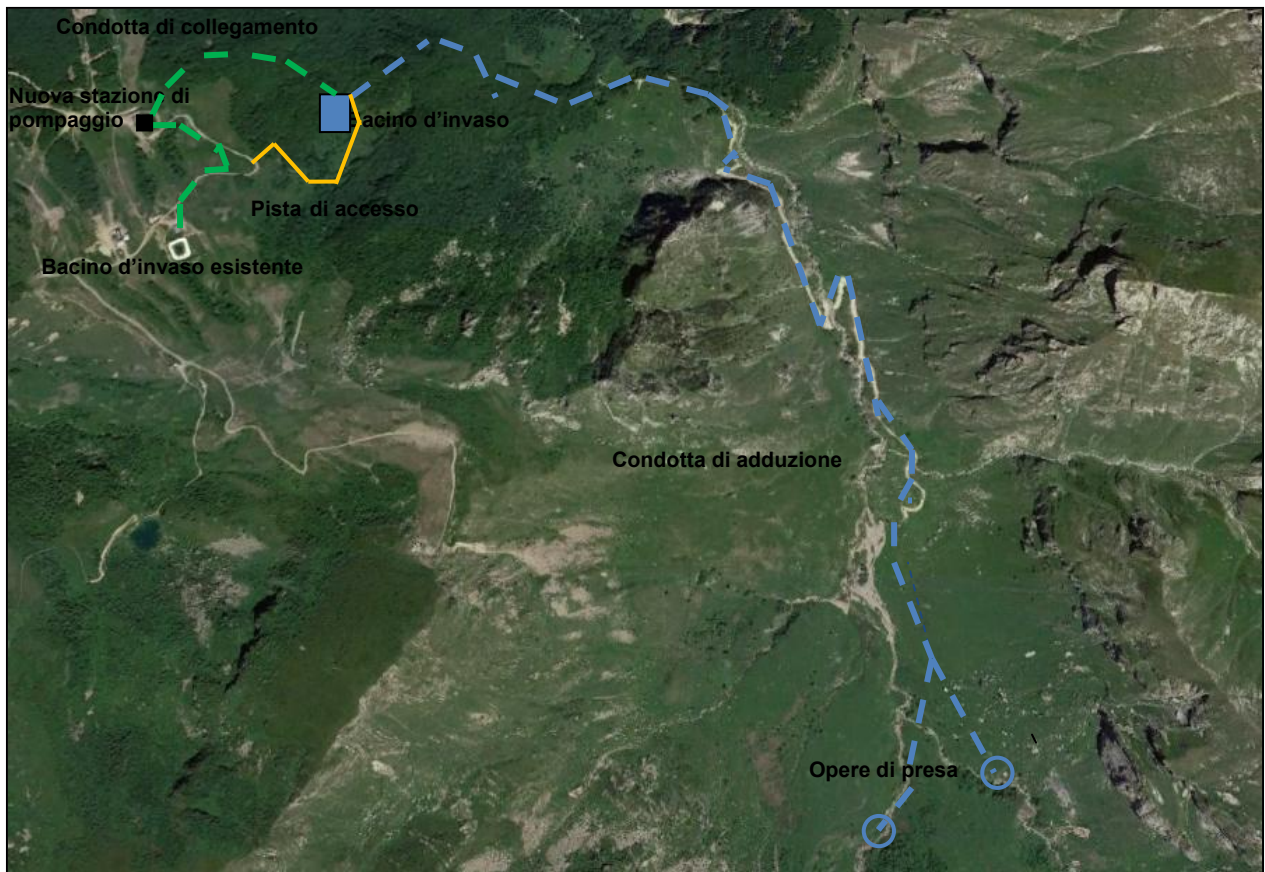 Condotta di collegamento
Nuova stazione di
pompaggio
Bacino d'invaso
Pista di accesso
Bacino d'invaso esistente
Condotta di adduzione
Opere di presa